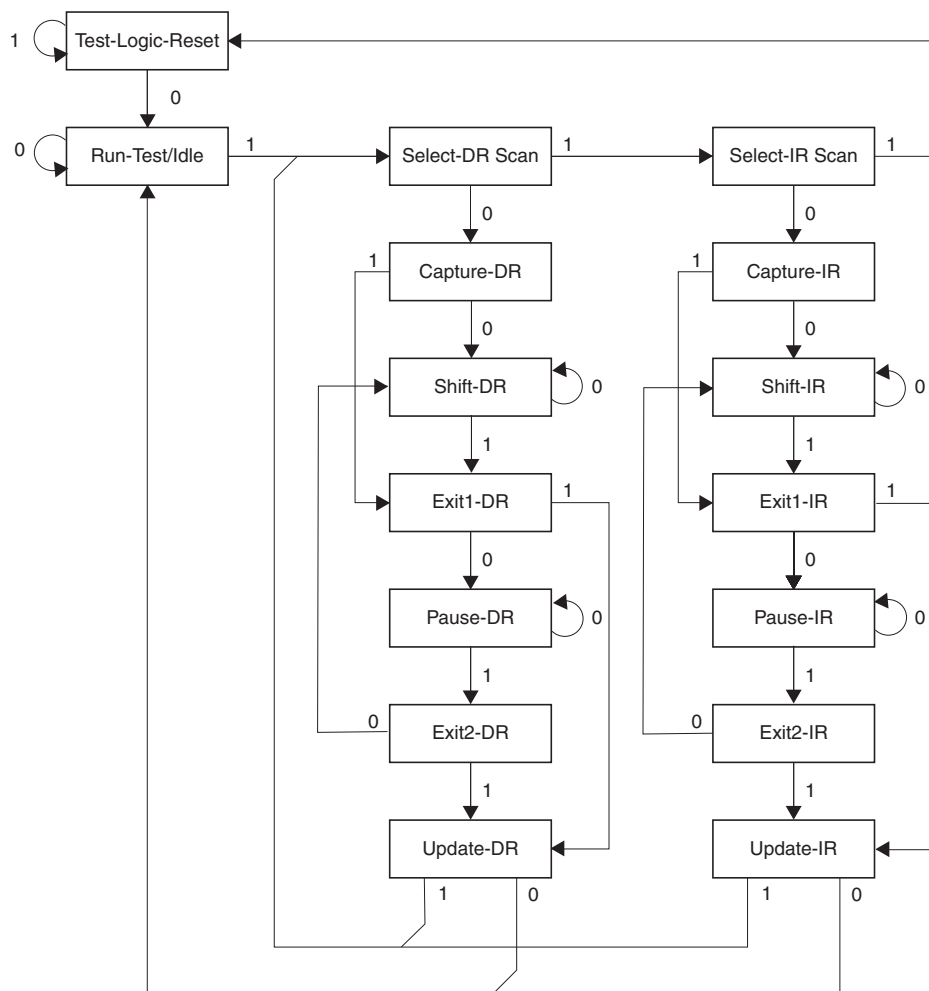 Test-Logic-Reset
1
0
Run-Test/Idle
0
1
Select-DR Scan
1
Select-IR Scan
1
0
0
1
Capture-DR
1
Capture-IR
0
0
Shift-DR
0
Shift-IR
0
1
1
Exit1-DR
1
Exit1-IR
1
0
0
Pause-DR
0
Pause-IR
0
1
1
0
Exit2-DR
0
Exit2-IR
1
1
Update-DR
Update-IR
1
0
1
0